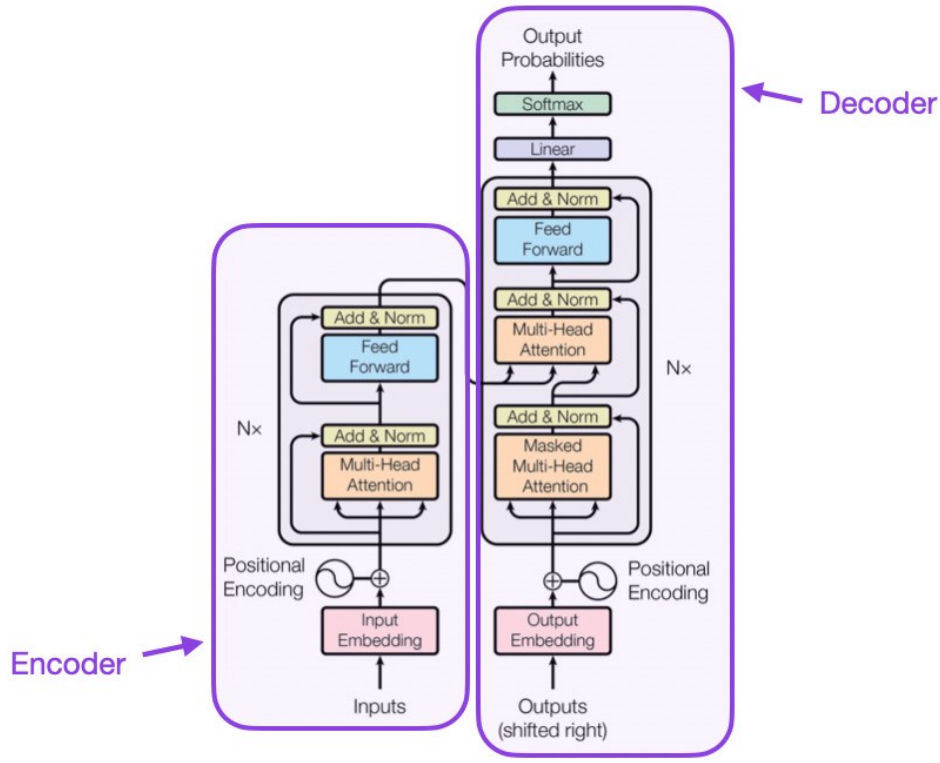 Output
Probabilities
Softmax
Linear
Add & Norm
Feed
Forward
Add & Norm
Multi-Head
Attention
Add & Norm
Masked
Multi-Head
Attention
N×
Positional
Encoding
Output
Embedding
Outputs
(shifted right)
Decoder
Add & Norm
Feed
Forward
Add & Norm
Multi-Head
Attention
N×
Positional
Encoding
Input
Embedding
Inputs
Encoder